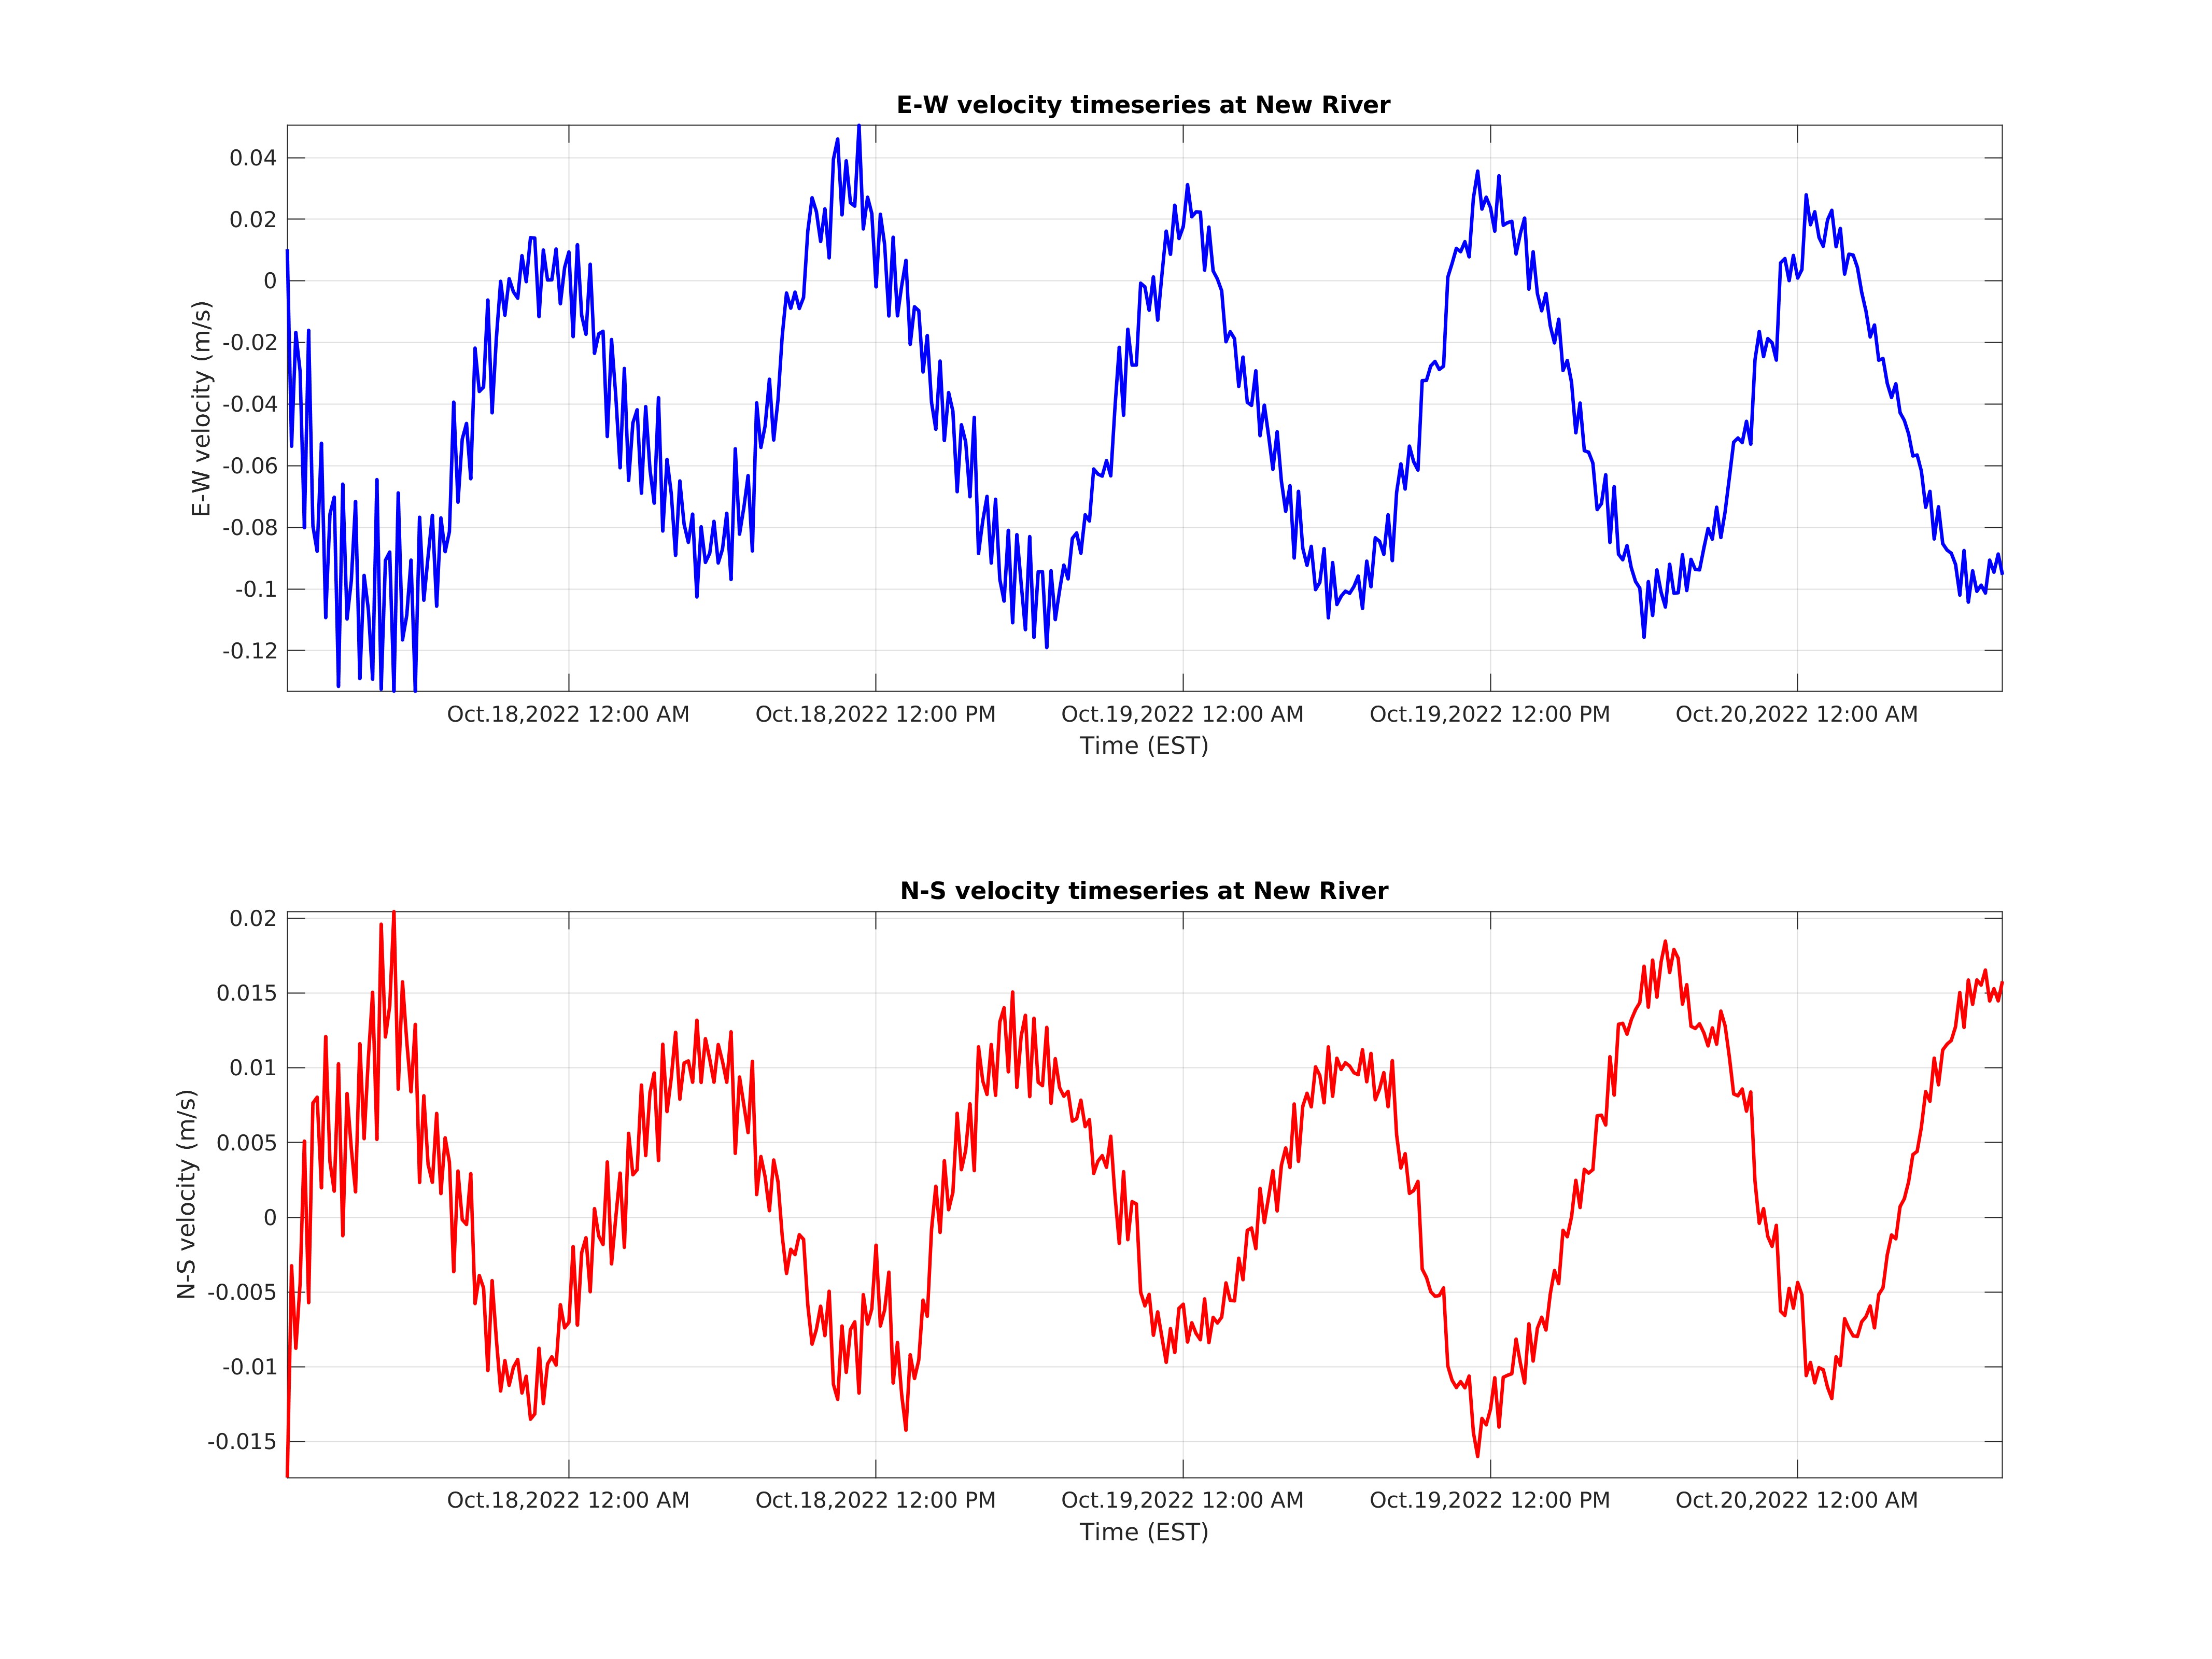 E-W velocity timeseries at New River
0.04
0.02
0
-0.02
-0.04
-0.06
-0.08
-0.1
-0.12
E-W velocity (m/s)
Oct.18,2022 12:00 AM
Oct.18,2022 12:00 PM
Oct.19,2022 12:00 AM
Oct.19,2022 12:00 PM
Oct.20,2022 12:00 AM
Time (EST)
N-S velocity timeseries at New River
0.02
0.015
0.01
0.005
0
-0.005
-0.01
-0.015
N-S velocity (m/s)
Oct.18,2022 12:00 AM
Oct.18,2022 12:00 PM
Oct.19,2022 12:00 AM
Oct.19,2022 12:00 PM
Oct.20,2022 12:00 AM
Time (EST)